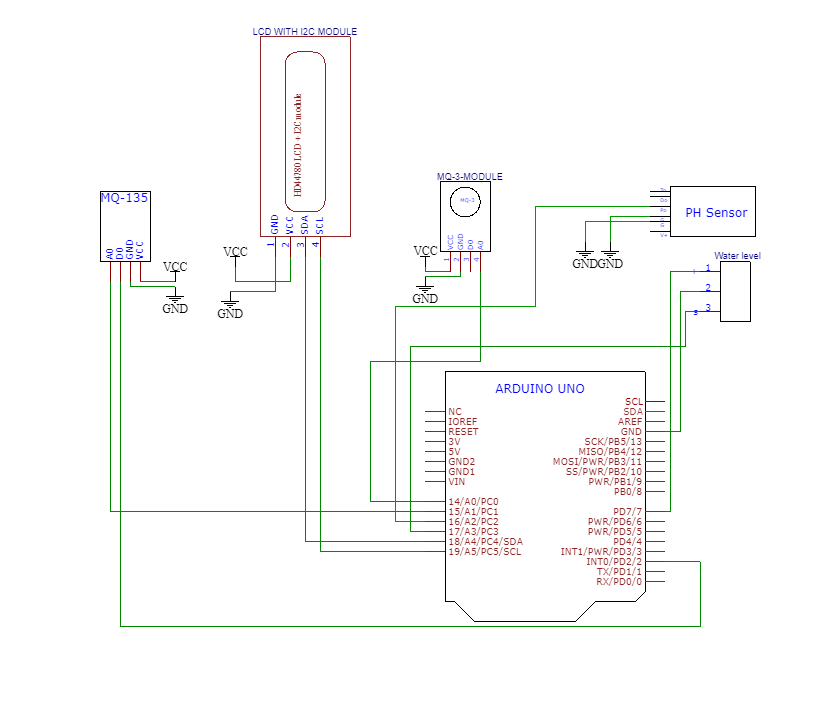 LCD WITH I2C MODULE
HD44780 LCD + I2C module
GND
VCC
SDA
SCL
1
2
3
4
VCC
GND
MQ-135
A0
D0
GND
VCC
VCC
GND
MQ-3-MODULE
MQ-3
VCC
GND
D0
A0
1
2
3
4
VCC
GND
PH Sensor
Do
Po
G
G
V+
GND
GND
Water level
1
2
3
s
ARDUINO UNO
NC
IOREF
RESET
3V
5V
GND2
GND1
VIN
14/A0/PC0
15/A1/PC1
16/A2/PC2
17/A3/PC3
18/A4/PC4/SDA
19/A5/PC5/SCL
SCL
SDA
AREF
GND
SCK/PB5/13
MISO/PB4/12
MOSI/PWR/PB3/11
SS/PWR/PB2/10
PWR/PB1/9
PB0/8
PD7/7
PWR/PD6/6
PWR/PD5/5
PD4/4
INT1/PWR/PD3/3
INT0/PD2/2
TX/PD1/1
RX/PD0/0